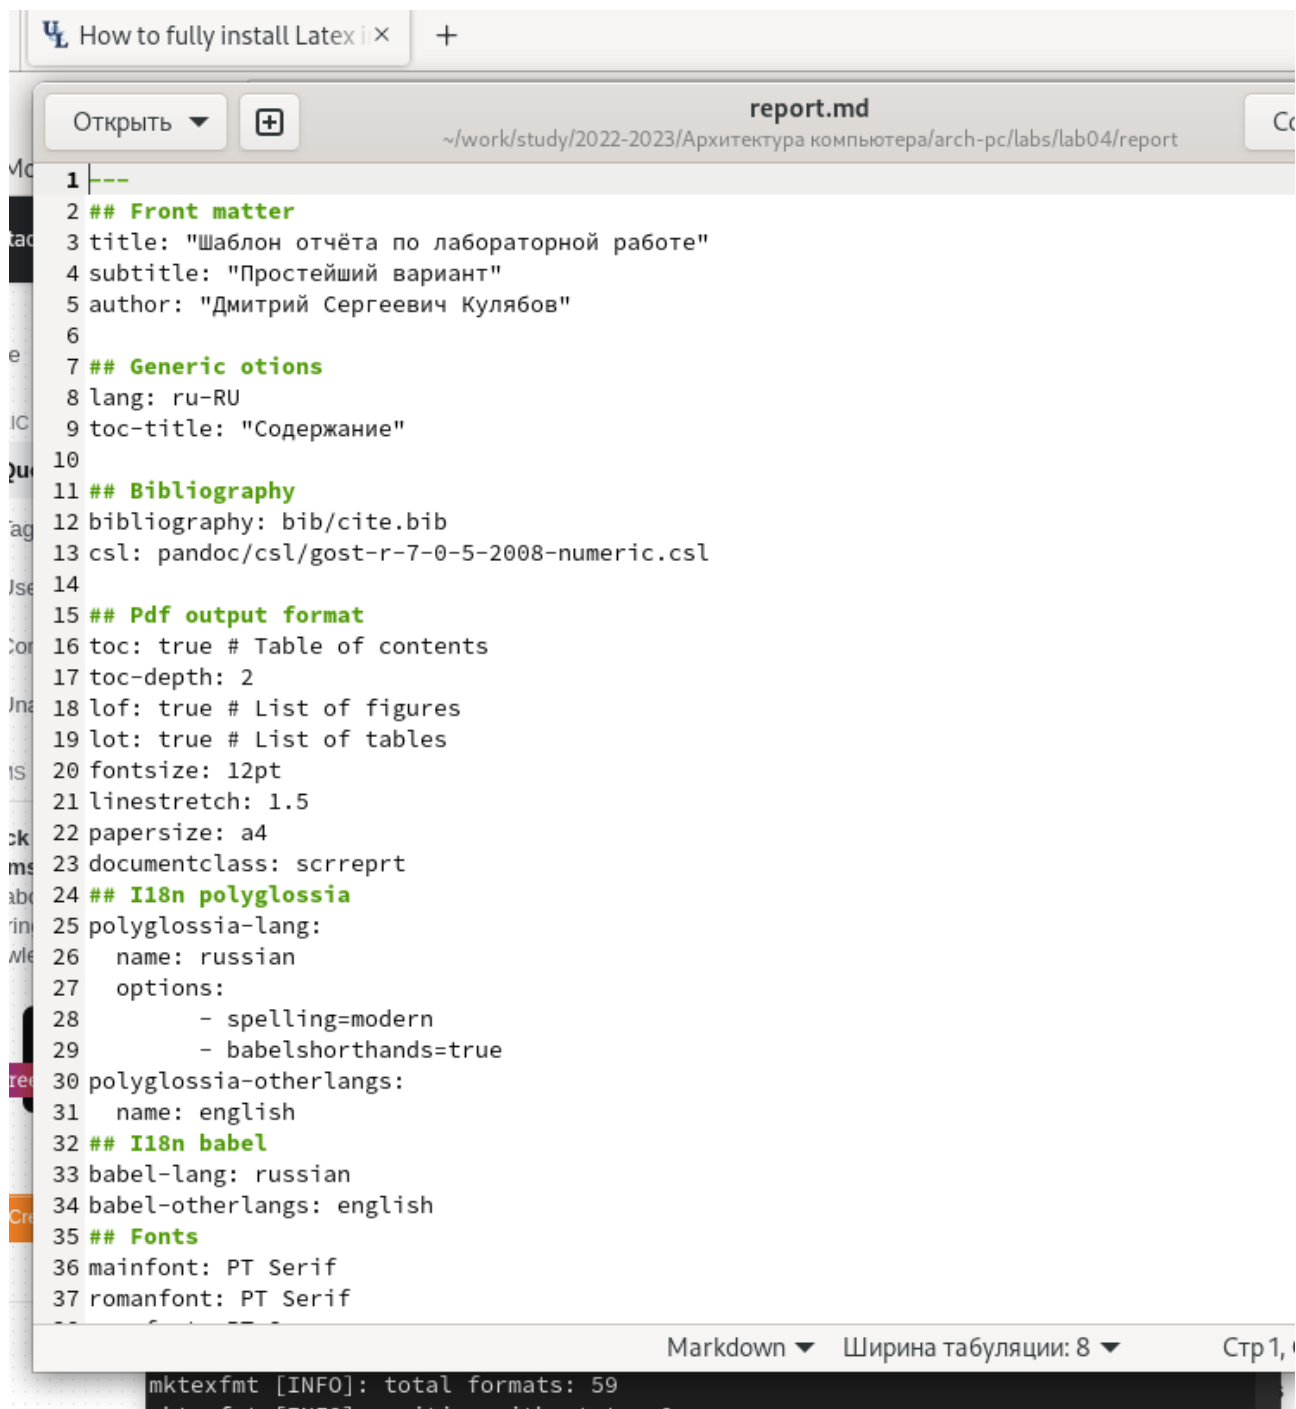 How to fully install Latex
Открыть
report.md
~/work/study/2022-2023/Архитектура компьютера/arch-pc/labs/lab04/report
1 ---
2 ## Front matter
3 title: "Шаблон отчёта по лабораторной работе"
4 subtitle: "Простейший вариант"
5 author: "Дмитрий Сергеевич Кулябов"
6
7 ## Generic otions
8 lang: ru-RU
9 toc-title: "Содержание"
10
11 ## Bibliography
12 bibliography: bib/cite.bib
13 csl: pandoc/csl/gost-r-7-0-5-2008-numeric.csl
14
15 ## Pdf output format
16 toc: true # Table of contents
17 toc-depth: 2
18 lof: true # List of figures
19 lot: true # List of tables
20 fontsize: 12pt
21 linestretch: 1.5
22 papersize: a4
23 documentclass: scrreprt
24 ## I18n polyglossia
25 polyglossia-lang:
26   name: russian
27   options:
28         - spelling=modern
29         - babelshorthands=true
30 polyglossia-otherlangs:
31   name: english
32 ## I18n babel
33 babel-lang: russian
34 babel-otherlangs: english
35 ## Fonts
36 mainfont: PT Serif
37 romanfont: PT Serif
Markdown Ширина табуляции: 8 Стр 1,
mktexfmt [INFO]: total formats: 59